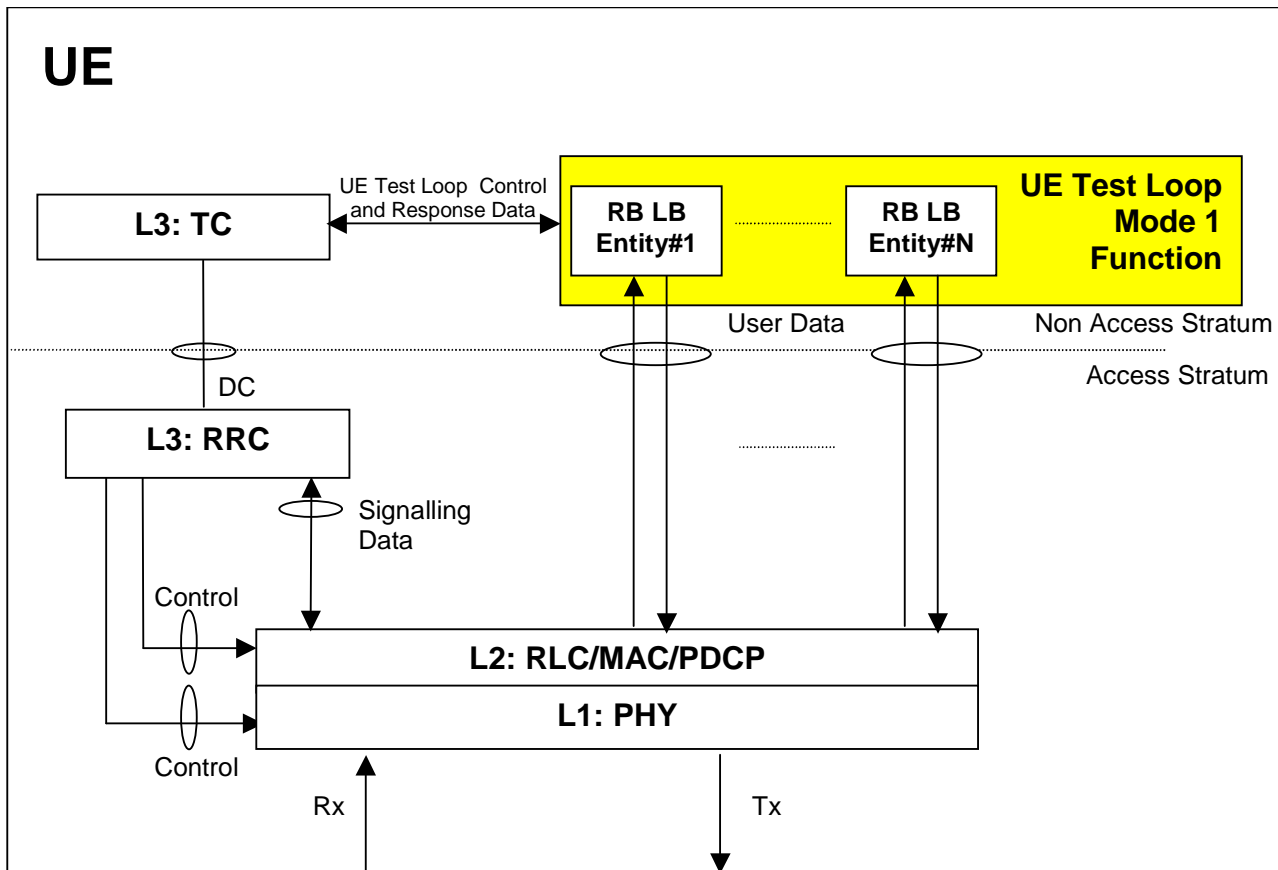 UE
UE Test Loop Control
and Response Data
L3: TC
RB LB
Entity#1
RB LB
Entity#N
UE Test Loop
Mode 1
Function
User Data
Non Access Stratum
Access Stratum
DC
L3: RRC
Signalling
Data
Control
L2: RLC/MAC/PDCP
L1: PHY
Control
Rx
Tx